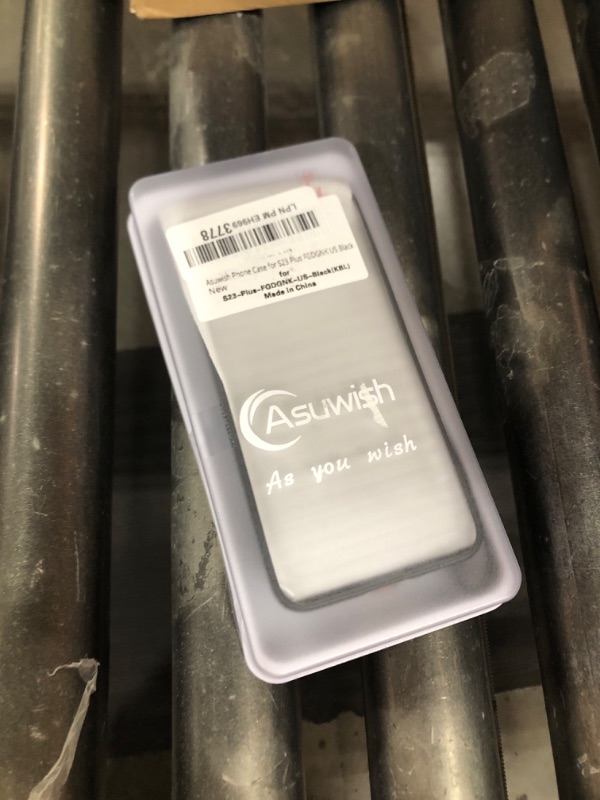 LPN PM EH969 3778
Asuwish Phone Case for S23 Plus FGDGNK US Black
New
for
S23-Plus-FGDGNK-US-Black(KBL)
Made in China
Asuwish
As you wish